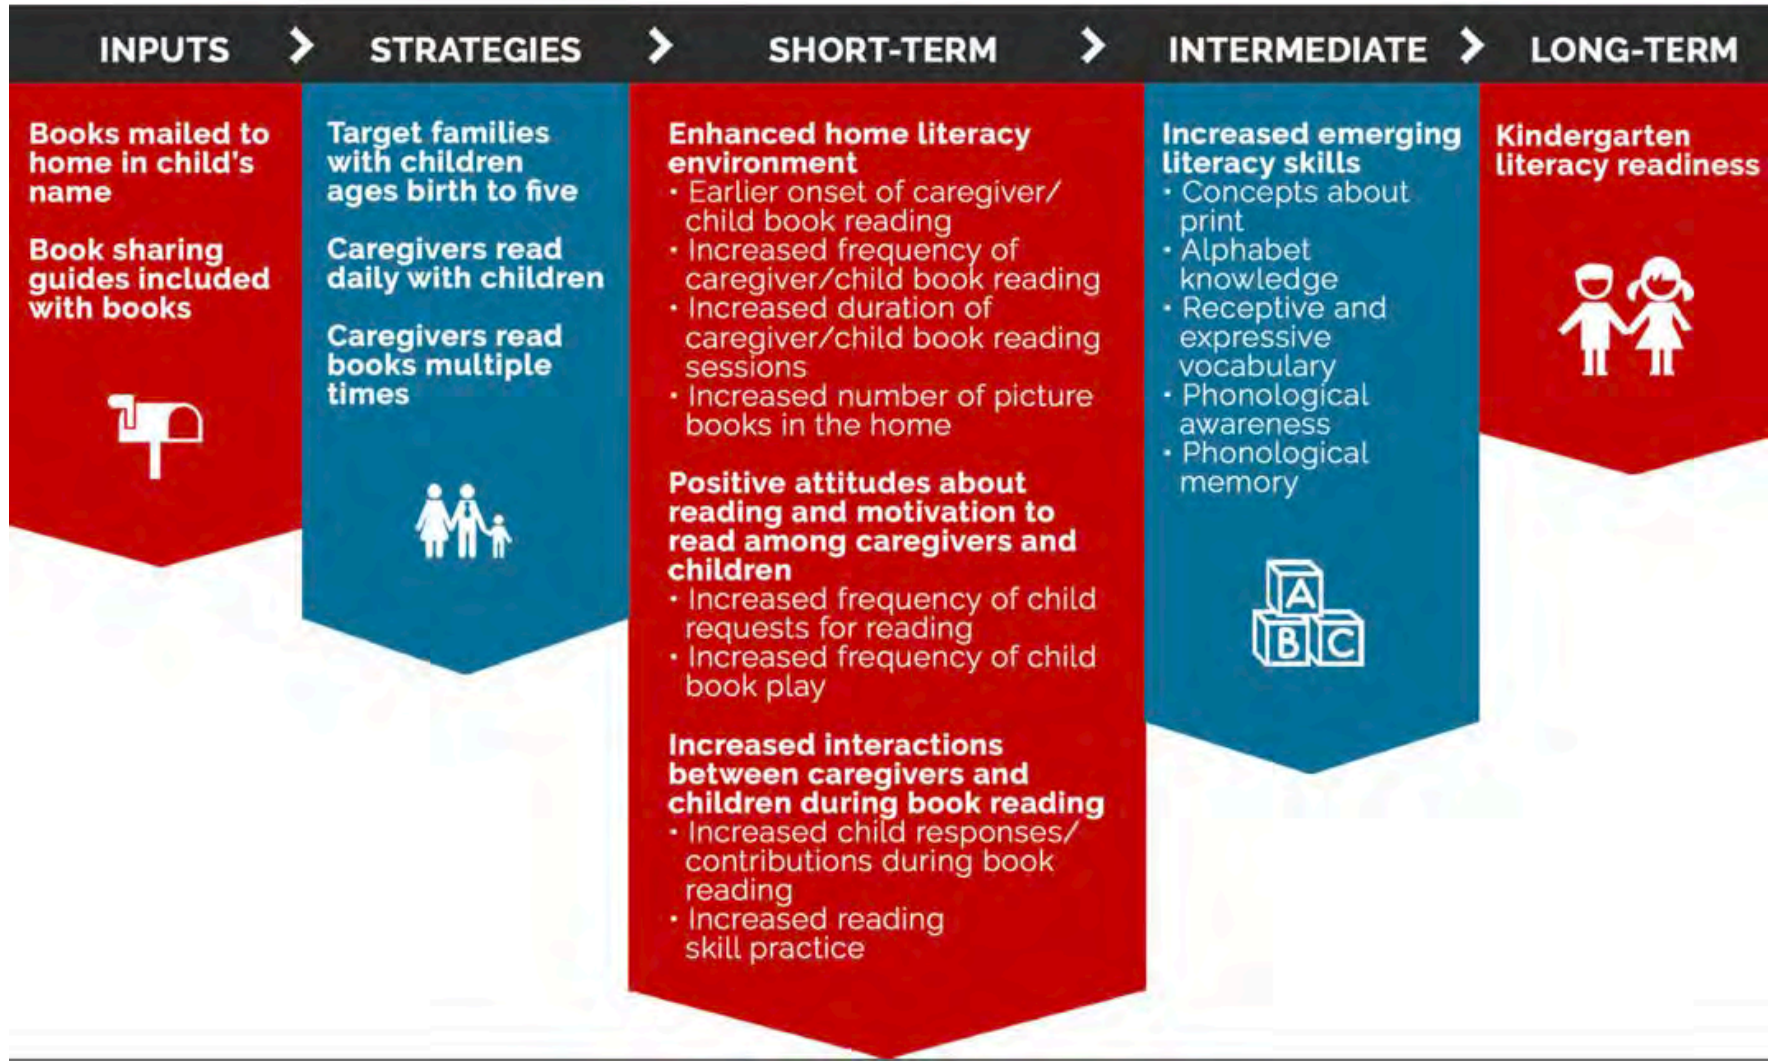 INPUTS > STRATEGIES > SHORT-TERM > INTERMEDIATE > LONG-TERM
Books mailed to
home in child's
name
Book sharing
guides included
with books
Target families
with children
ages birth to five
Caregivers read
daily with children
Caregivers read
books multiple
times
Enhanced home literacy
environment
• Earlier onset of caregiver/
child book reading
• Increased frequency of
caregiver/child book reading
• Increased duration of
caregiver/child book reading
sessions
• Increased number of picture
books in the home
Positive attitudes about
reading and motivation to
read among caregivers and
children
• Increased frequency of child
requests for reading
• Increased frequency of child
book play
Increased interactions
between caregivers and
children during book reading
• Increased child responses/
contributions during book
reading
• Increased reading
skill practice
Increased emerging
literacy skills
• Concepts about
print
• Alphabet
knowledge
• Receptive and
expressive
vocabulary
• Phonological
awareness
• Phonological
memory
A
B C
Kindergarten
literacy readiness